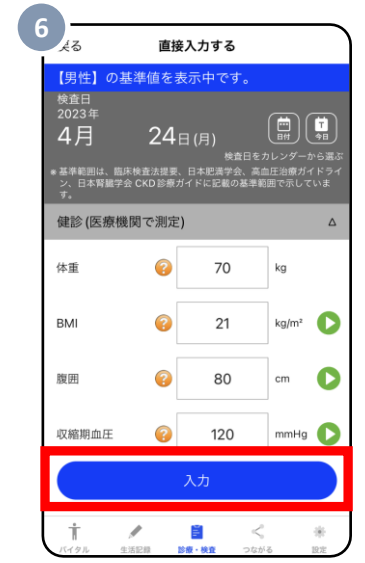 6
戻る 直接入力する
【男性】の基準値を表示中です。
検査日
2023年
4月 24日(月) 日付 今日
検査日をカレンダーから選ぶ
※基準範囲は、臨床検査法提要、日本肥満学会、高血圧治療ガイドライ
ン、日本腎臓学会 CKD診療ガイドに記載の基準範囲で示していま
す。
健診(医療機関で測定) △
体重 ? 70 kg
BMI ? 21 kg/m²
腹囲 ? 80 cm
収縮期血圧 ? 120 mmHg
入力
バイタル 生活記録 診療・検査 つながる 設定